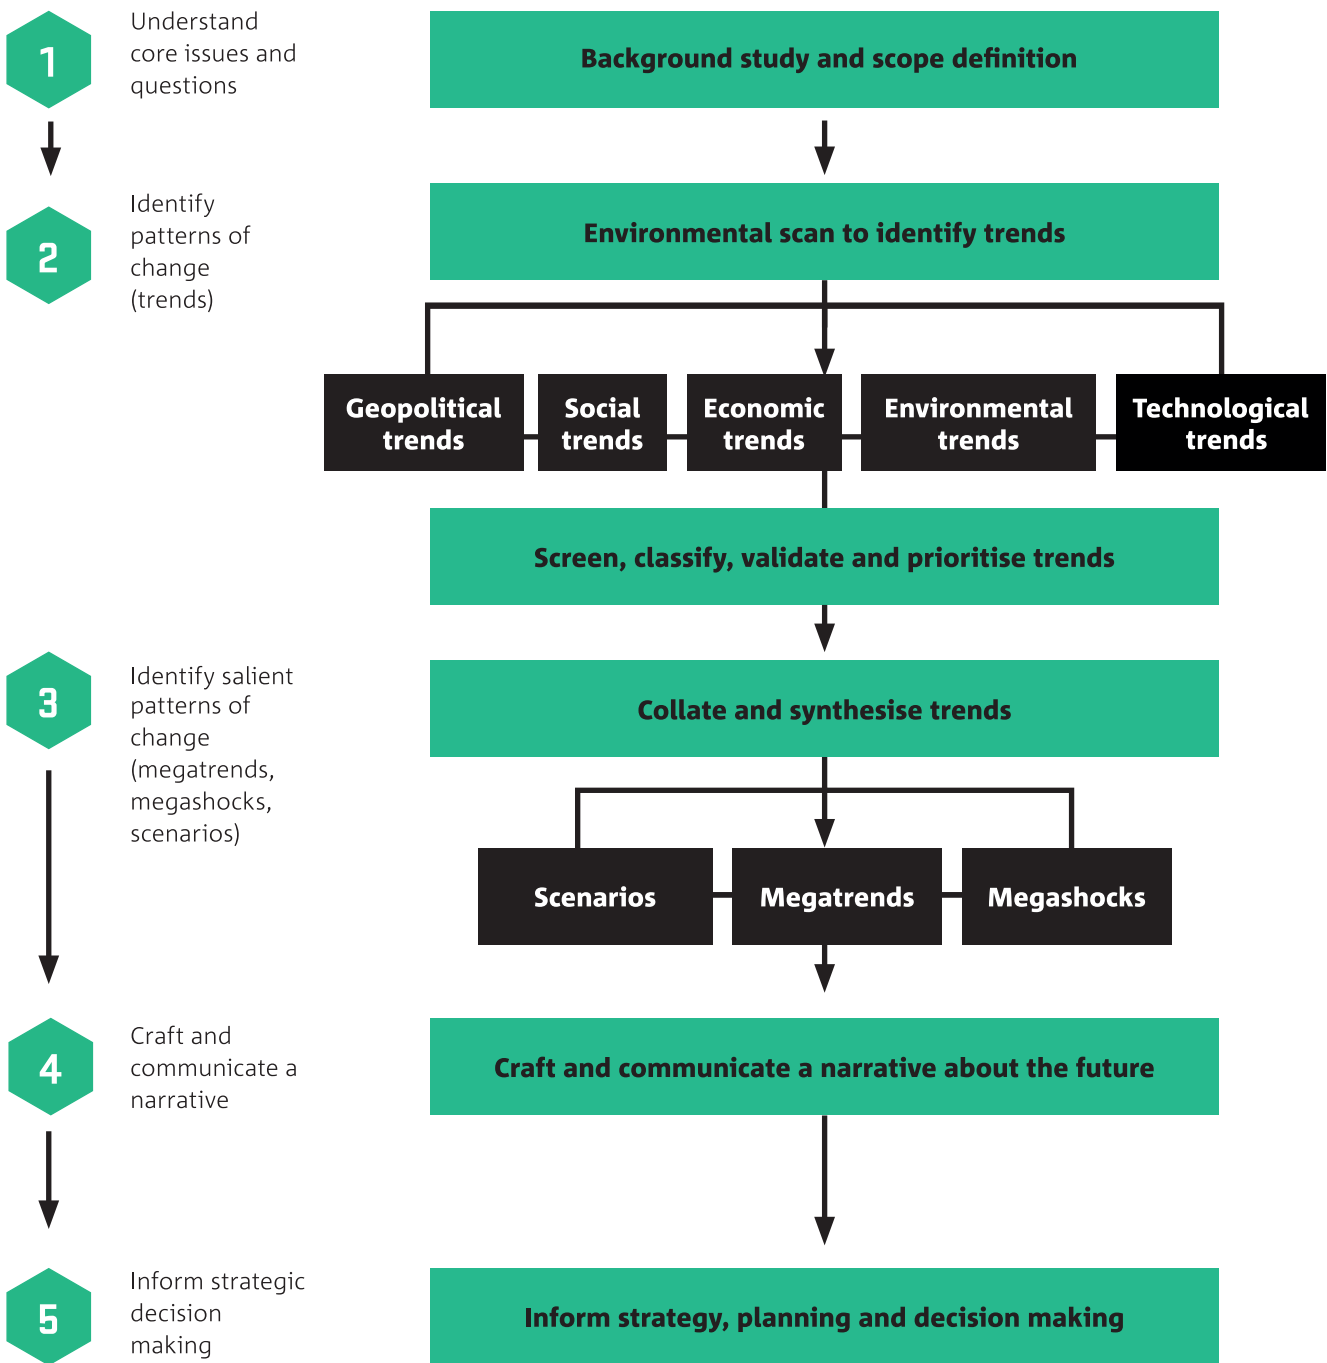 1
Understand
core issues and
questions
Background study and scope definition
2
Identify
patterns of
change
(trends)
Environmental scan to identify trends
Geopolitical
trends
Social
trends
Economic
trends
Environmental
trends
Technological
trends
Screen, classify, validate and prioritise trends
3
Identify salient
patterns of
change
(megatrends,
megashocks,
scenarios)
Collate and synthesise trends
Scenarios
Megatrends
Megashocks
4
Craft and
communicate a
narrative
Craft and communicate a narrative about the future
5
Inform strategic
decision
making
Inform strategy, planning and decision making